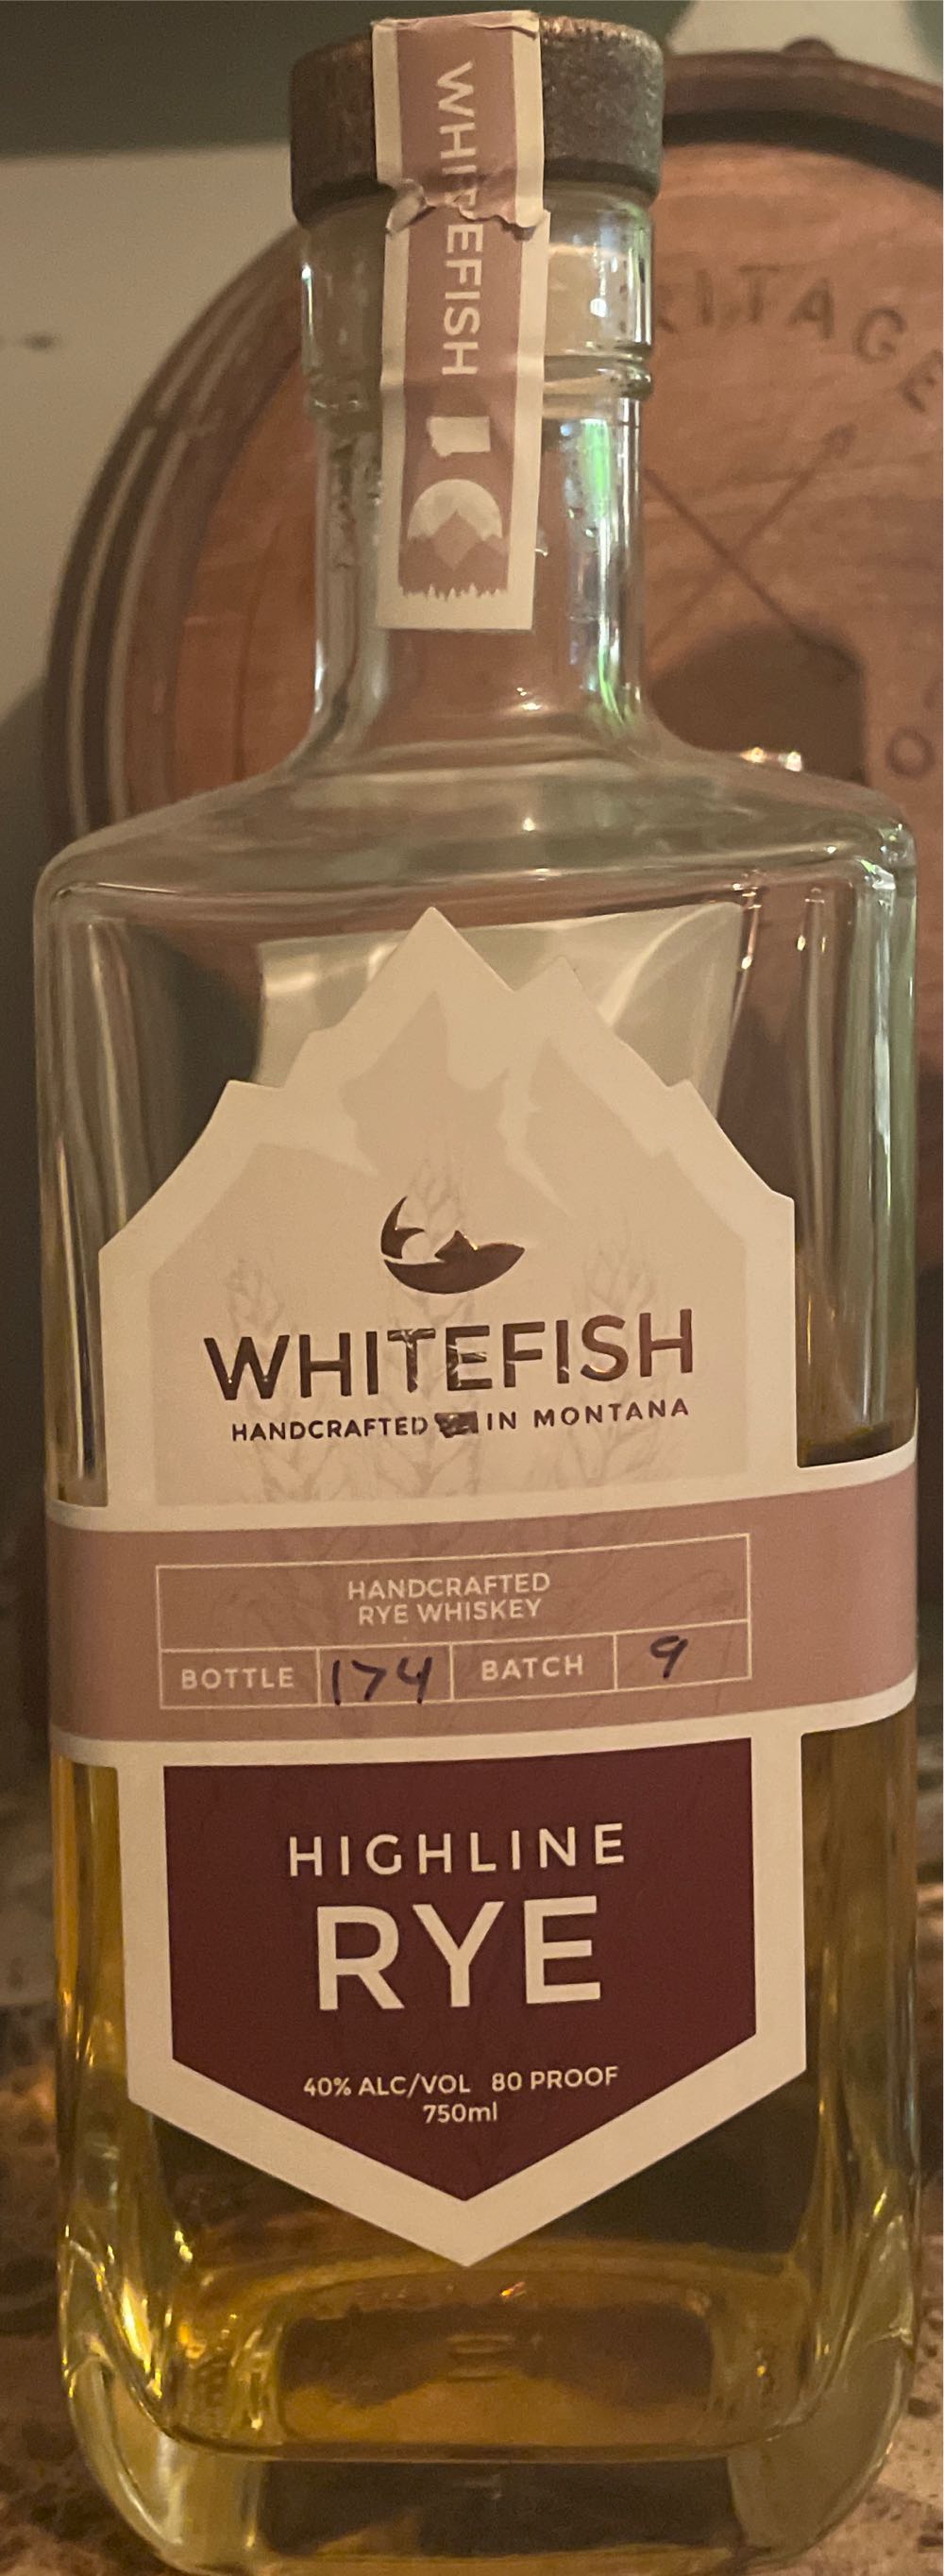 WHITEFISH
RITAGE
O
WHITEFISH
HANDCRAFTED IN MONTANA
HANDCRAFTED
RYE WHISKEY
BOTTLE 174 BATCH 9
HIGHLINE
RYE
40% ALC/VOL 80 PROOF
750ml